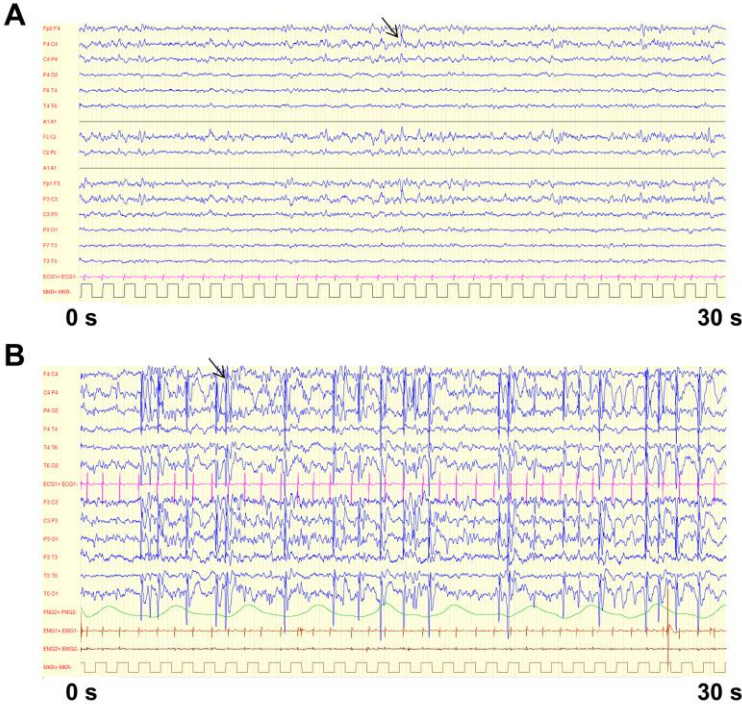 A
Fp2 F4
F4 C4
C4 P4
P4 O2
F8 T4
T4 T6
A1 A1
Fz Cz
Cz Pz
A1 A1
Fp1 F3
F3 C3
C3 P3
P3 O1
F7 T3
ECG1+ ECG1-
MKR+ MKR-
0 s 30 s
B
F4 C4
C4 P4
P4 O2
F4 T4
T4 T6
T6 O2
ECG1+ ECG1-
F3 C3
C3 P3
P3 O1
F3 T3
T3 T5
T5 O1
PNG2+ PNG2-
EMG1+ EMG1-
EMG2+ EMG2-
MKR+ MKR-
0 s 30 s